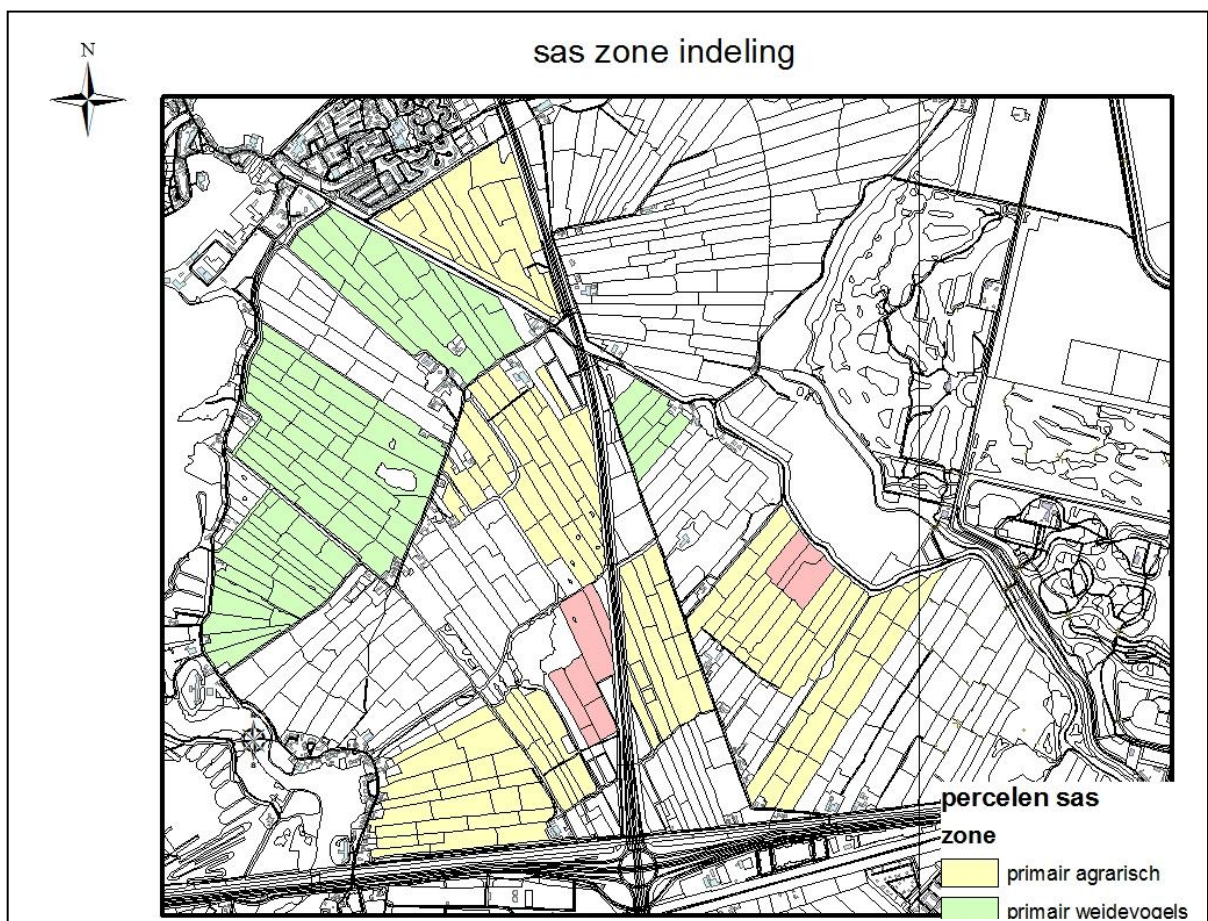 sas zone indeling
N
percelen sas
zone
primair agrarisch
primair weidevogels